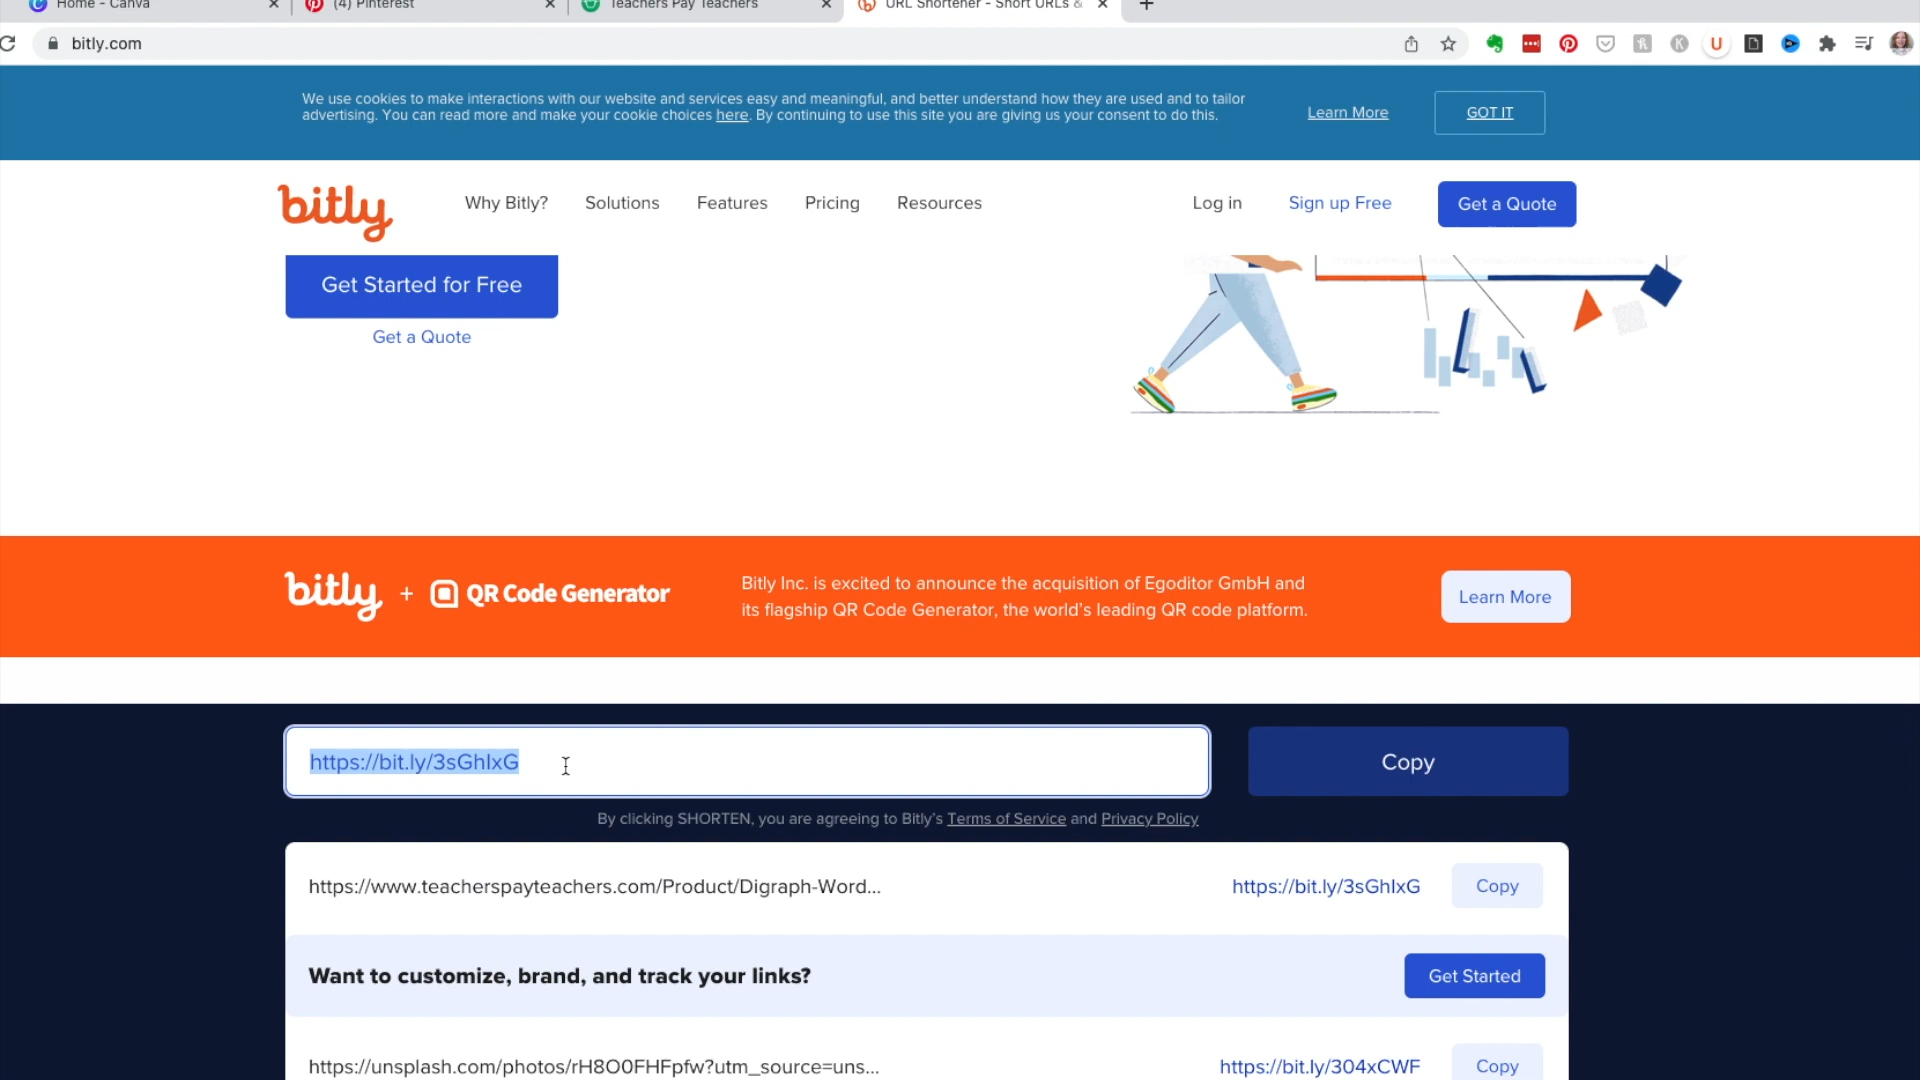 Home - Canva
(4) Pinterest
Teachers Pay Teachers
URL Shortener - Short URLs &
bitly.com
We use cookies to make interactions with our website and services easy and meaningful, and better understand how they are used and to tailor
advertising. You can read more and make your cookie choices here. By continuing to use this site you are giving us your consent to do this.
Learn More
GOT IT
bitly
Why Bitly?
Solutions
Features
Pricing
Resources
Log in
Sign up Free
Get a Quote
Get Started for Free
Get a Quote
bitly + QR Code Generator
Bitly Inc. is excited to announce the acquisition of Egoditor GmbH and
its flagship QR Code Generator, the world's leading QR code platform.
Learn More
https://bit.ly/3sGhIxG
Copy
By clicking SHORTEN, you are agreeing to Bitly's Terms of Service and Privacy Policy
https://www.teacherspayteachers.com/Product/Digraph-Word...
https://bit.ly/3sGhIxG
Copy
Want to customize, brand, and track your links?
Get Started
https://unsplash.com/photos/rH8O0FHFpfw?utm_source=uns...
https://bit.ly/304xCWF
Copy